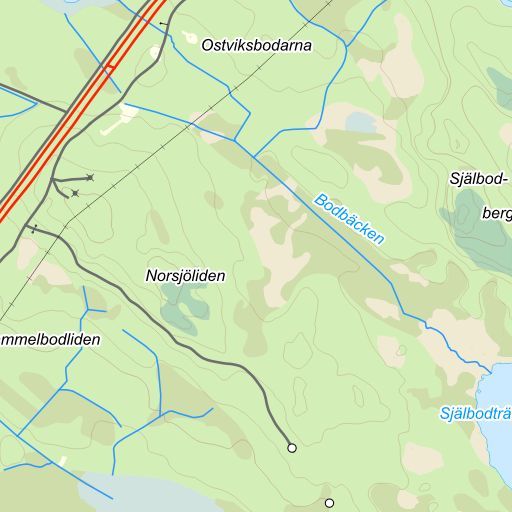 Ostviksbodarna
Själbod-
berg
Bodbäcken
Norsjöliden
mmelbodliden
Själbodträ